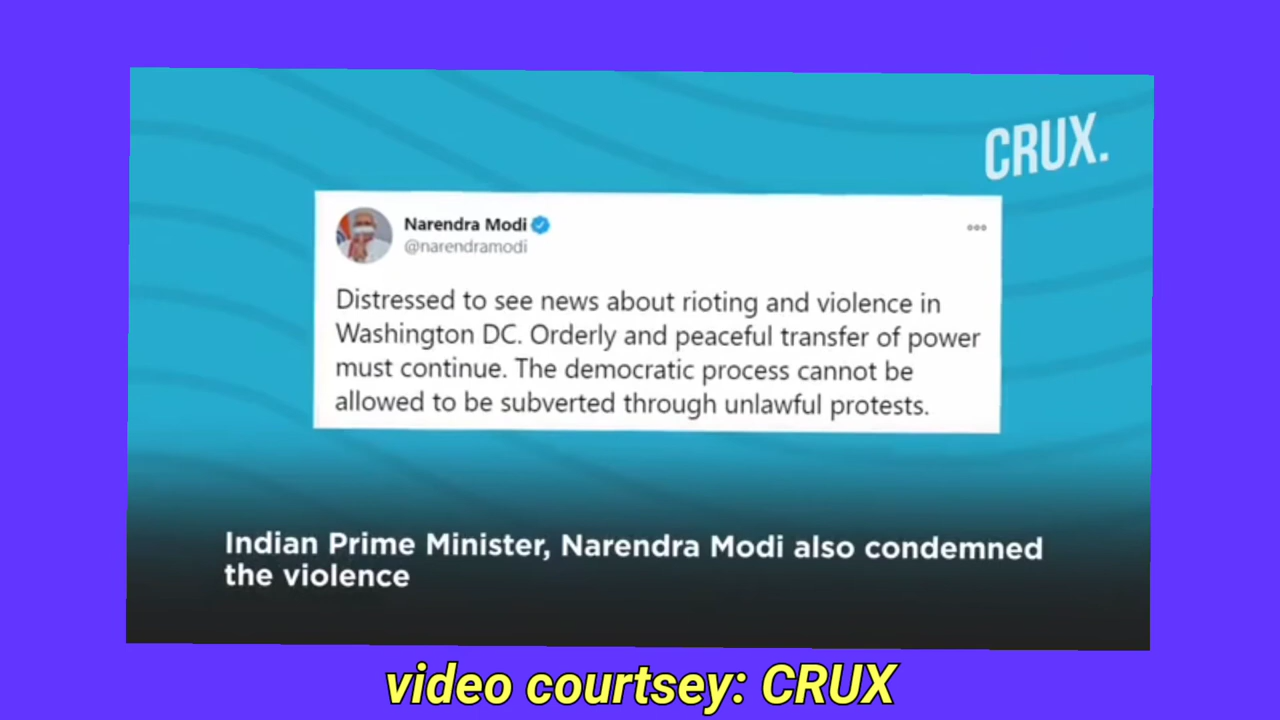 CRUX.
Narendra Modi
@narendramodi
Distressed to see news about rioting and violence in
Washington DC. Orderly and peaceful transfer of power
must continue. The democratic process cannot be
allowed to be subverted through unlawful protests.
Indian Prime Minister, Narendra Modi also condemned
the violence
video courtsey: CRUX